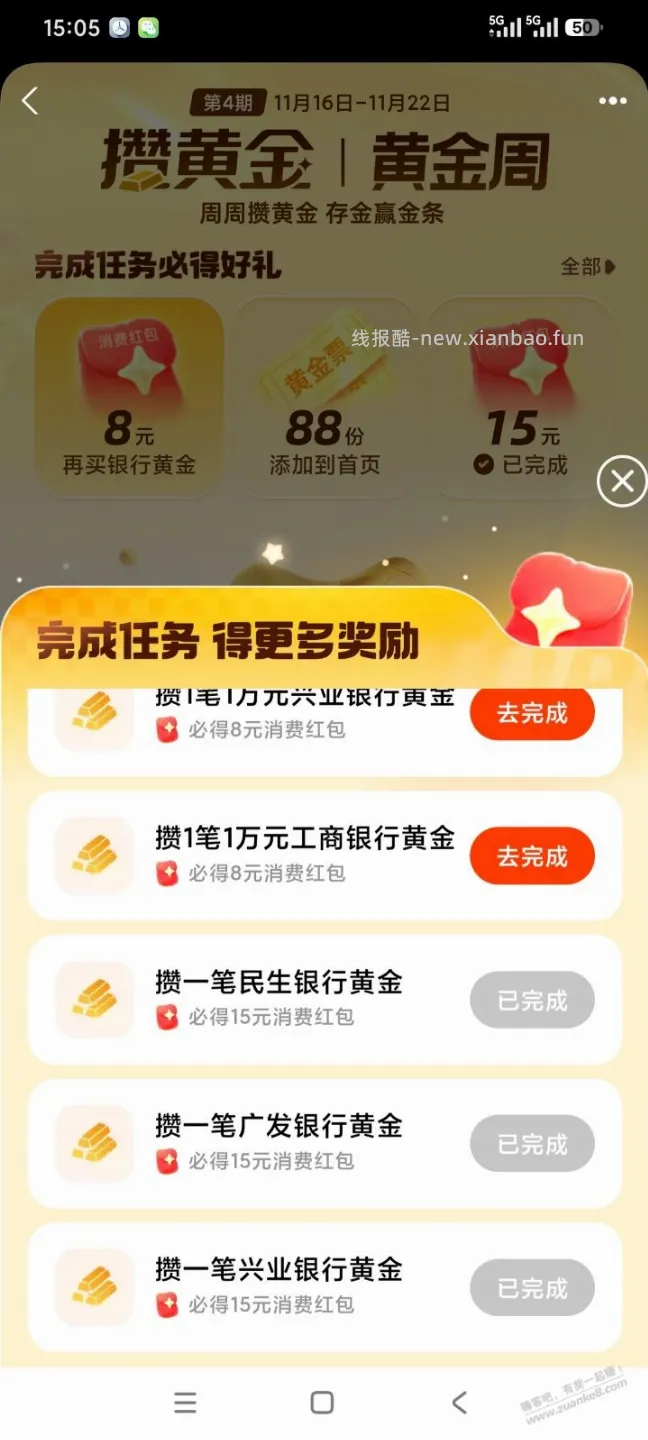 15:05
5G 5G 50
第4期 11月16日-11月22日
攒黄金 | 黄金周
周周攒黄金 存金赢金条
完成任务必得好礼
全部
消费红包
黄金票
线报酷-new.xianbao.fun
8元
88份
15元
再买银行黄金
添加到首页
已完成
完成任务 得更多奖励
攒1笔1万元兴业银行黄金
必得8元消费红包
去完成
攒1笔1万元工商银行黄金
必得8元消费红包
去完成
攒一笔民生银行黄金
必得15元消费红包
已完成
攒一笔广发银行黄金
必得15元消费红包
已完成
攒一笔兴业银行黄金
必得15元消费红包
已完成
赚客吧，有奖一起赚！
www.zuanke8.com